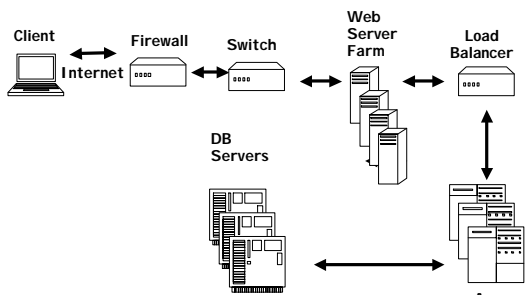 Client
Internet
Firewall
Switch
Web
Server
Farm
Load
Balancer
DB
Servers